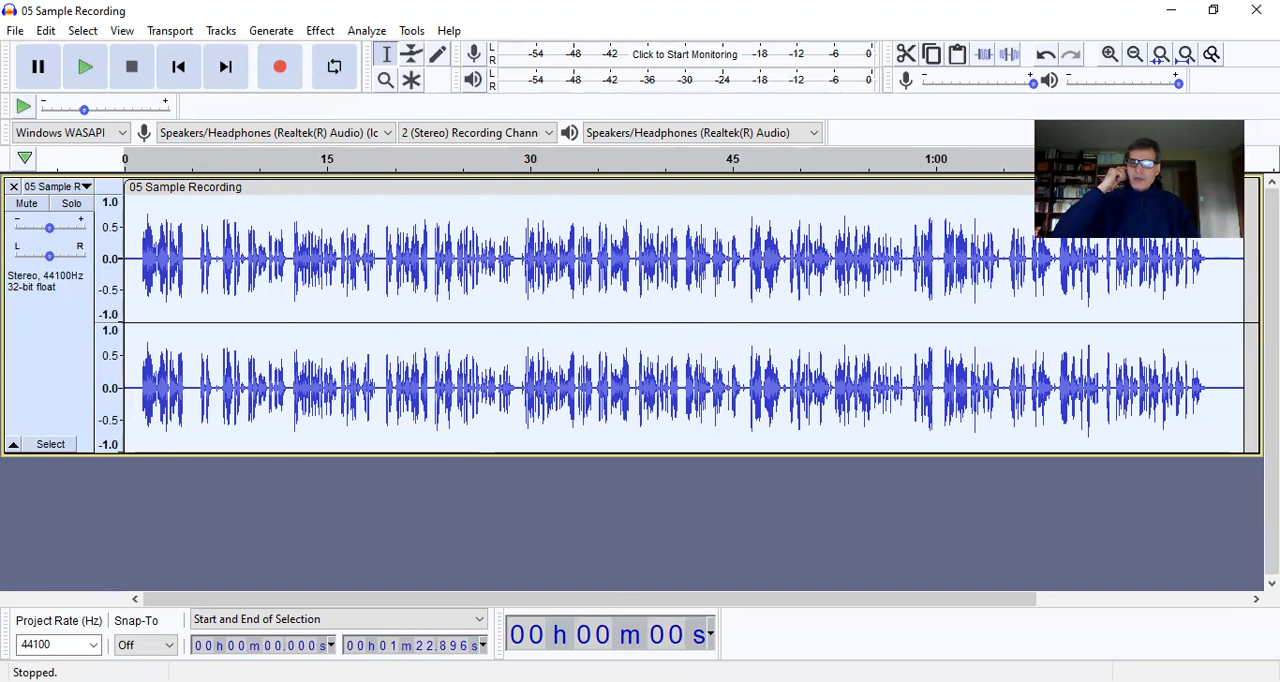 05 Sample Recording
File Edit Select View Transport Tracks Generate Effect Analyze Tools Help
L R -54 -48 -42 Click to Start Monitoring -18 -12 -6 0
L R -54 -48 -42 -36 -30 -24 -18 -12 -6 0
- + - +
- +
Windows WASAPI Speakers/Headphones (Realtek(R) Audio) (Ic 2 (Stereo) Recording Chann Speakers/Headphones (Realtek(R) Audio)
0 15 30 45 1:00
05 Sample R 05 Sample Recording
Mute Solo
- +
L R
Stereo, 44100Hz
32-bit float
1.0
0.5
0.0
-0.5
-1.0
1.0
0.5
0.0
-0.5
-1.0
Select
Project Rate (Hz) Snap-To Start and End of Selection
44100 Off 00 h 00 m 00.000 s 00 h 01 m 22.896 s 00 h 00 m 00 s
Stopped.